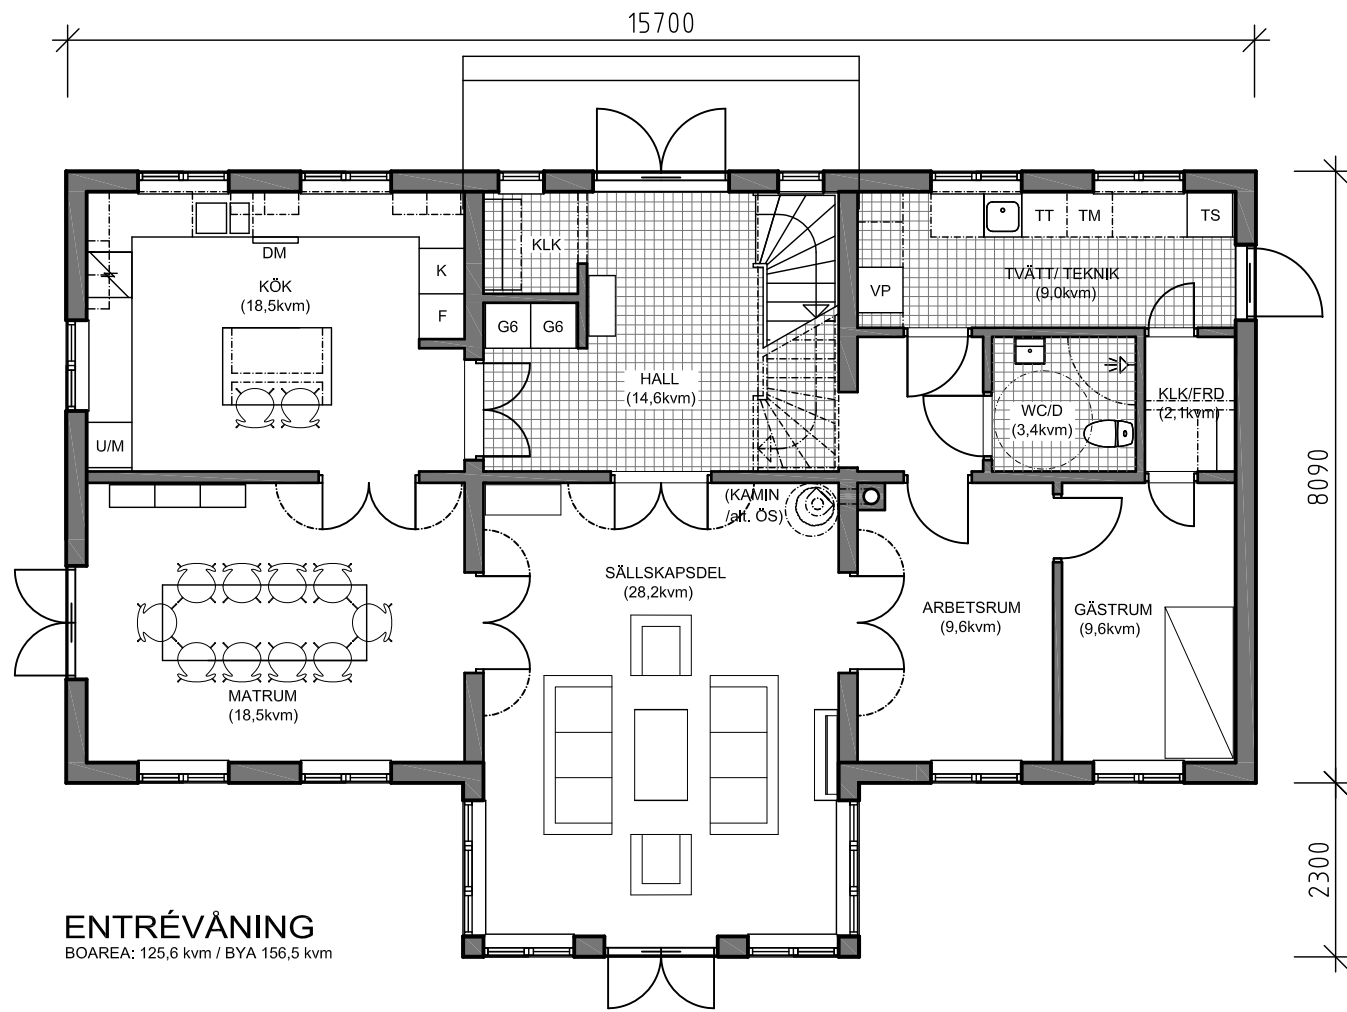 15700
KLK
TT
TM
TS
DM
KÖK
(18,5kvm)
K
F
TVÄTT/ TEKNIK
(9,0kvm)
VP
G6
G6
HALL
(14,6kvm)
WC/D
(3,4kvm)
KLK/FRD
(2,1kvm)
U/M
8090
(KAMIN
/alt. ÖS)
SÄLLSKAPSDEL
(28,2kvm)
ARBETSRUM
(9,6kvm)
GÄSTRUM
(9,6kvm)
MATRUM
(18,5kvm)
2300
ENTRÉVÅNING
BOAREA: 125,6 kvm / BYA 156,5 kvm